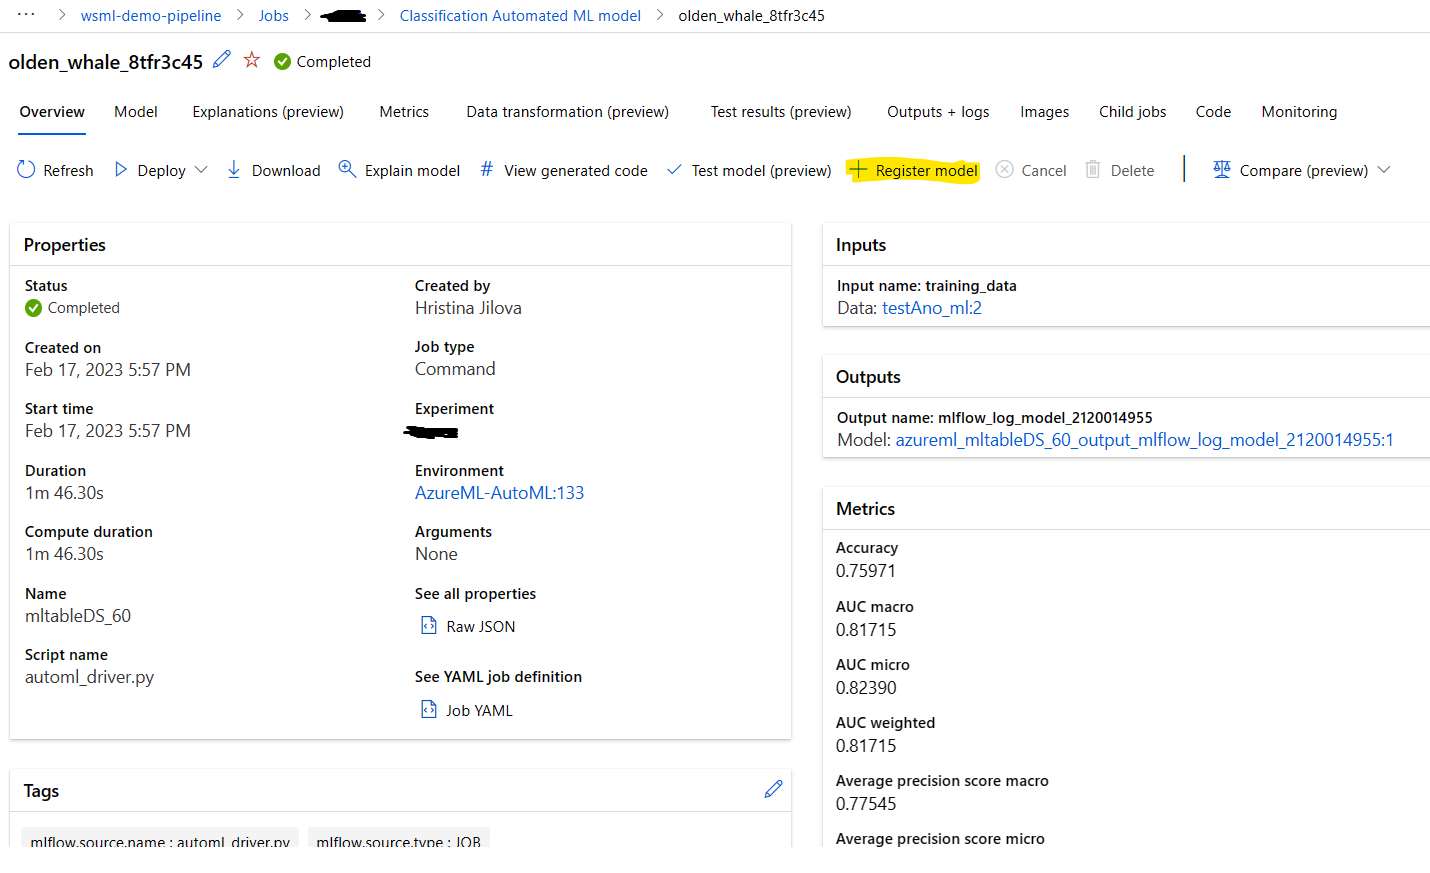 ··· > wsml-demo-pipeline > Jobs > > Classification Automated ML model > olden_whale_8tfr3c45
olden_whale_8tfr3c45 Completed
Overview Model Explanations (preview) Metrics Data transformation (preview) Test results (preview) Outputs + logs Images Child jobs Code Monitoring
Refresh Deploy Download Explain model # View generated code Test model (preview) + Register model Cancel Delete Compare (preview)
Properties
Status
Completed
Created on
Feb 17, 2023 5:57 PM
Start time
Feb 17, 2023 5:57 PM
Duration
1m 46.30s
Compute duration
1m 46.30s
Name
mltableDS_60
Script name
automl_driver.py
Created by
Hristina Jilova
Job type
Command
Experiment
Environment
AzureML-AutoML:133
Arguments
None
See all properties
Raw JSON
See YAML job definition
Job YAML
Tags
mlflow.source.name : automl_driver.py mlflow.source.type : JOB
Inputs
Input name: training_data
Data: testAno_ml:2
Outputs
Output name: mlflow_log_model_2120014955
Model: azureml_mltableDS_60_output_mlflow_log_model_2120014955:1
Metrics
Accuracy
0.75971
AUC macro
0.81715
AUC micro
0.82390
AUC weighted
0.81715
Average precision score macro
0.77545
Average precision score micro